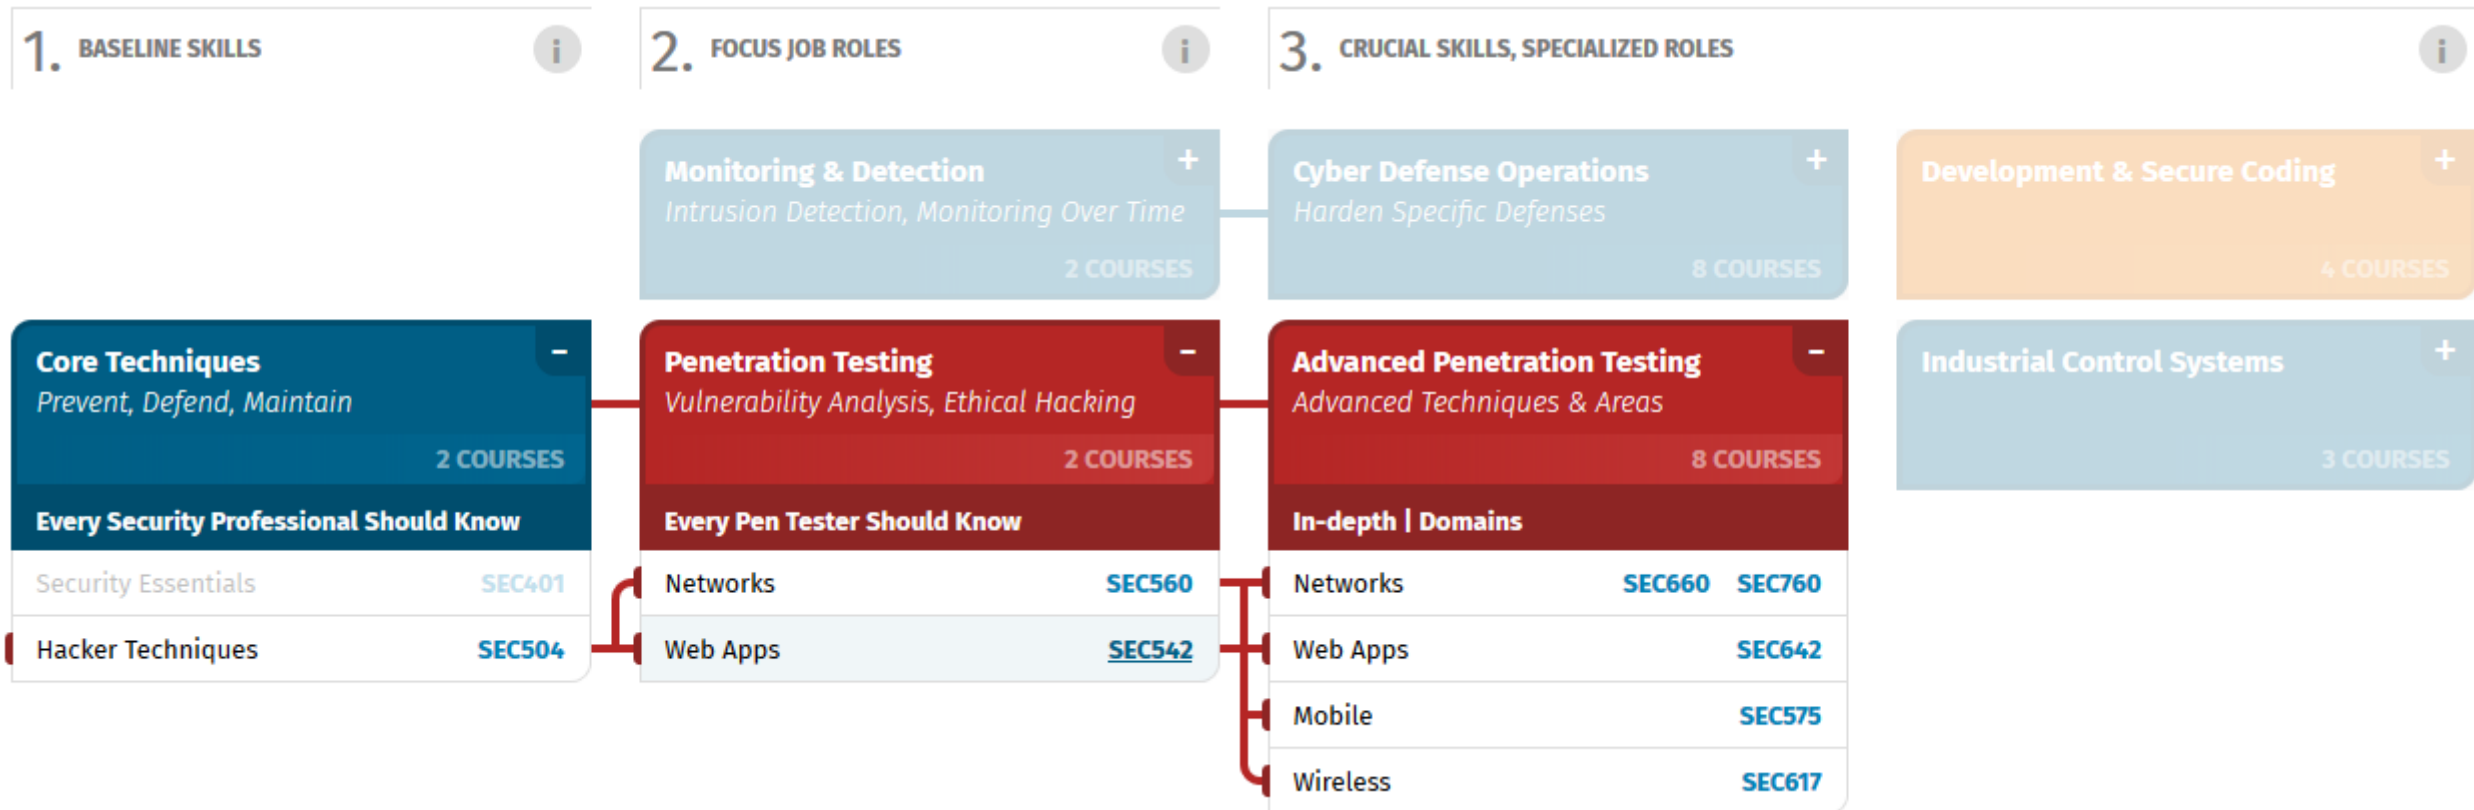 1. BASELINE SKILLS i
2. FOCUS JOB ROLES i
3. CRUCIAL SKILLS, SPECIALIZED ROLES i
Monitoring & Detection +
Intrusion Detection, Monitoring Over Time
2 COURSES
Cyber Defense Operations +
Harden Specific Defenses
8 COURSES
Development & Secure Coding +
4 COURSES
Core Techniques -
Prevent, Defend, Maintain
2 COURSES
Every Security Professional Should Know
Security Essentials SEC401
Hacker Techniques SEC504
Penetration Testing -
Vulnerability Analysis, Ethical Hacking
2 COURSES
Every Pen Tester Should Know
Networks SEC560
Web Apps SEC542
Advanced Penetration Testing -
Advanced Techniques & Areas
8 COURSES
In-depth | Domains
Networks SEC660 SEC760
Web Apps SEC642
Mobile SEC575
Wireless SEC617
Industrial Control Systems +
3 COURSES